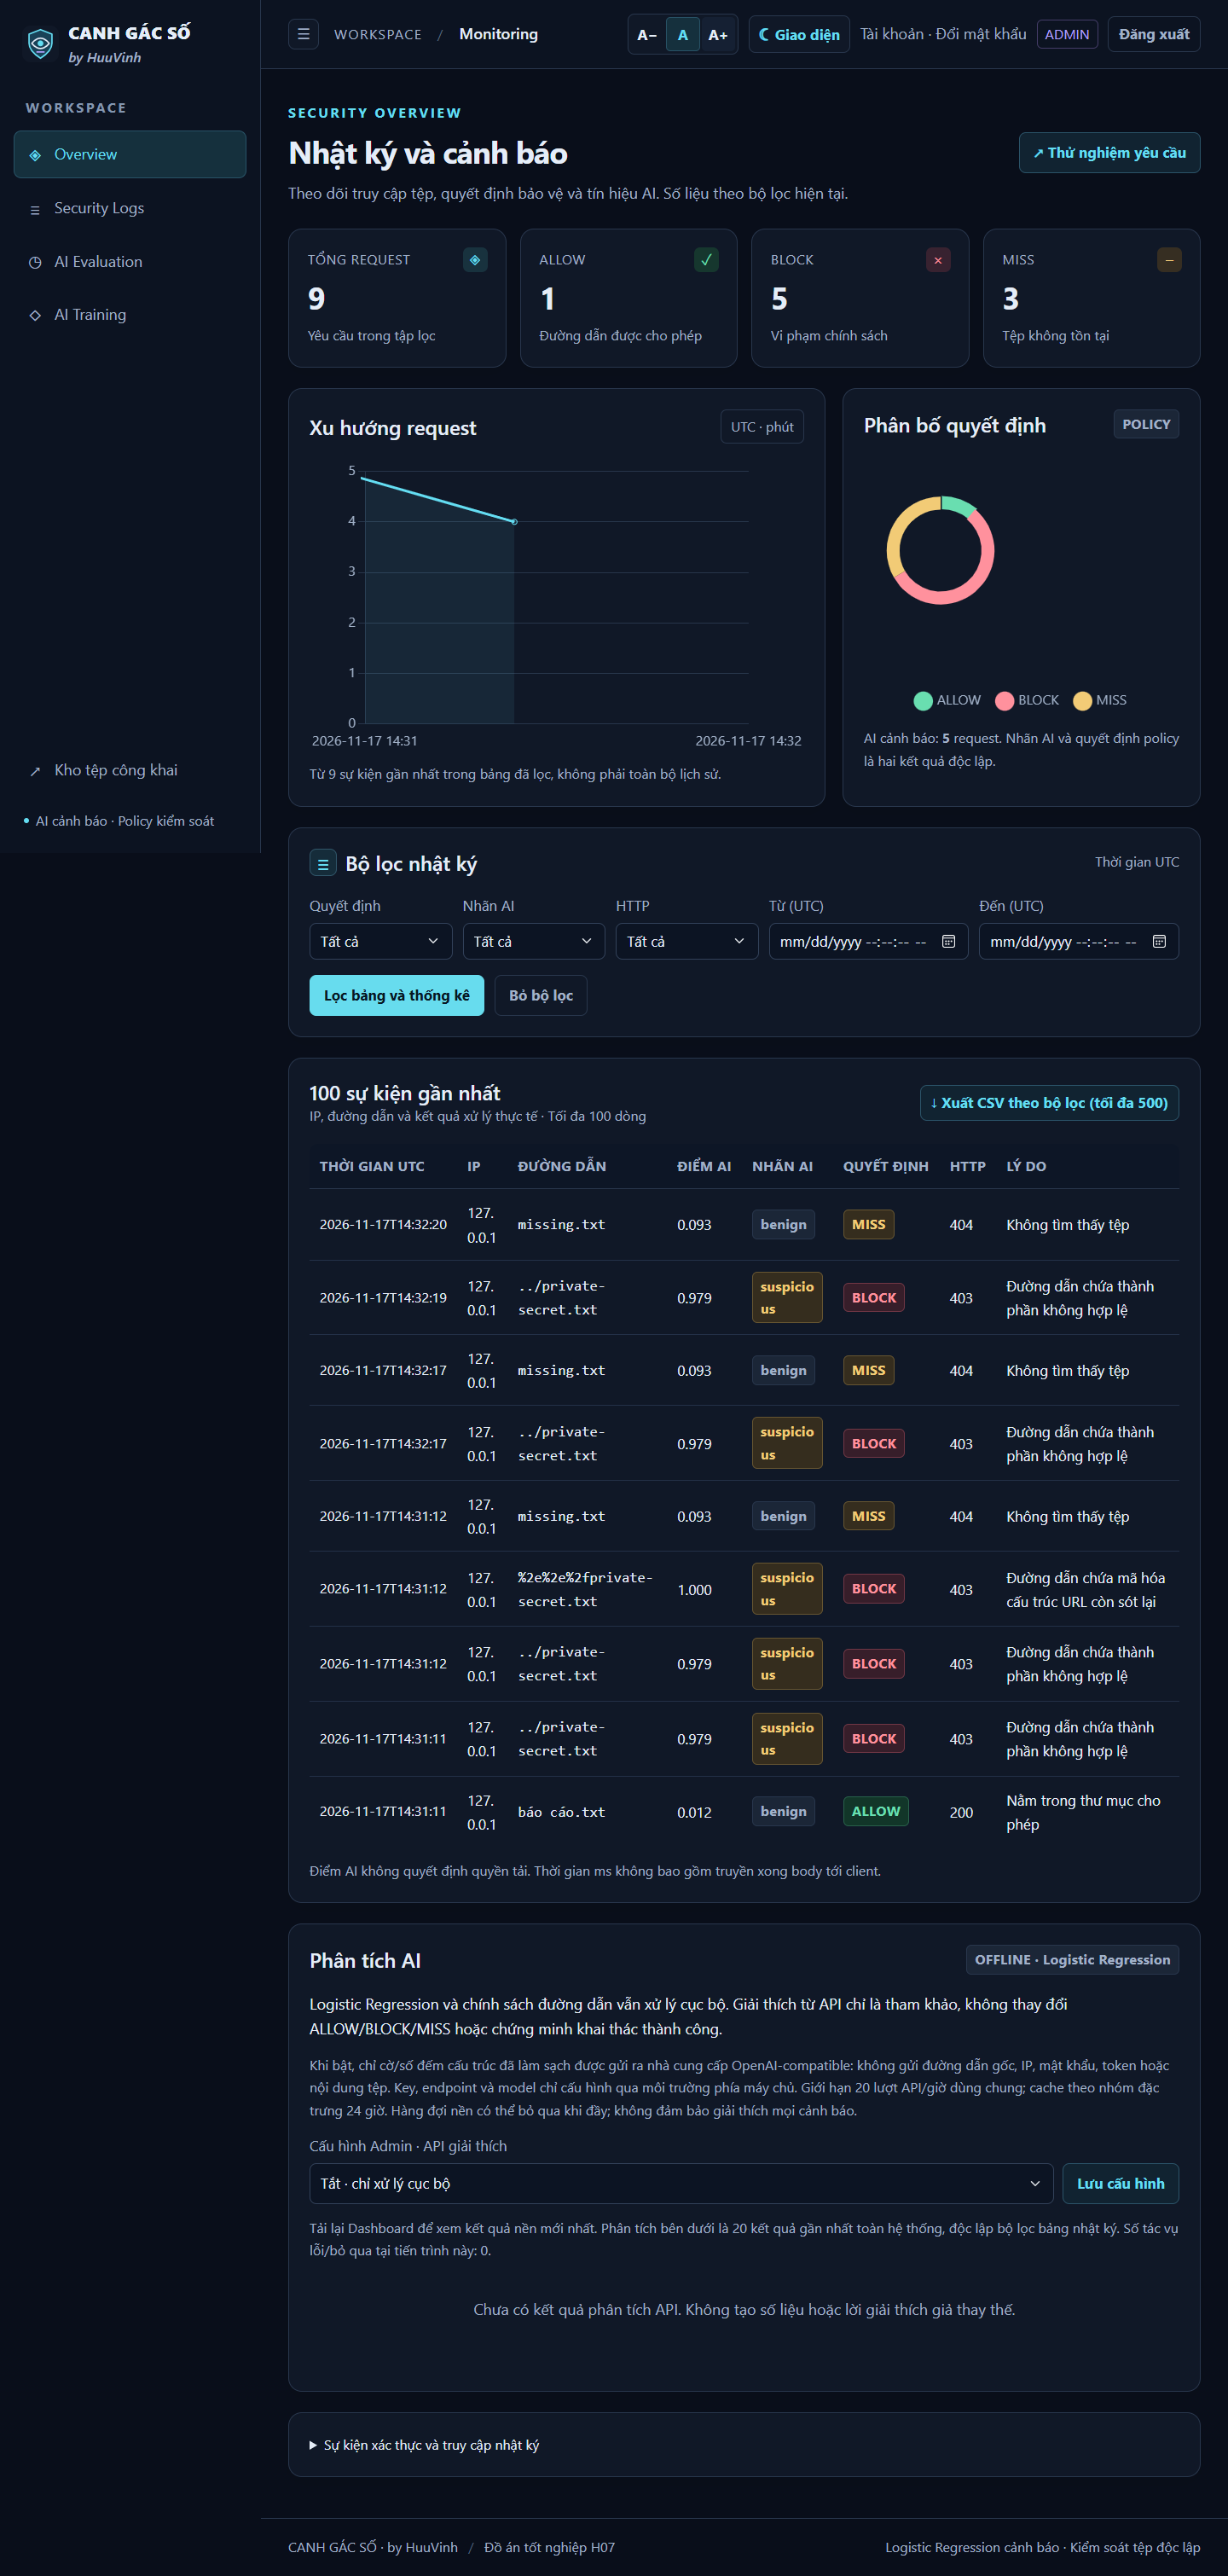 CANH GÁC SỐ
by HuuVinh
WORKSPACE
Overview
Security Logs
AI Evaluation
AI Training
Kho tệp công khai
AI cảnh báo · Policy kiểm soát
WORKSPACE / Monitoring
A− A A+
Giao diện
Tài khoản · Đổi mật khẩu
ADMIN
Đăng xuất
SECURITY OVERVIEW
Nhật ký và cảnh báo
Theo dõi truy cập tệp, quyết định bảo vệ và tín hiệu AI. Số liệu theo bộ lọc hiện tại.
↗ Thử nghiệm yêu cầu
TỔNG REQUEST
9
Yêu cầu trong tập lọc
ALLOW
1
Đường dẫn được cho phép
BLOCK
5
Vi phạm chính sách
MISS
3
Tệp không tồn tại
Xu hướng request
UTC · phút
5
4
3
2
1
0
2026-11-17 14:31
2026-11-17 14:32
Từ 9 sự kiện gần nhất trong bảng đã lọc, không phải toàn bộ lịch sử.
Phân bố quyết định
POLICY
ALLOW BLOCK MISS
AI cảnh báo: 5 request. Nhãn AI và quyết định policy
là hai kết quả độc lập.
Bộ lọc nhật ký
Thời gian UTC
Quyết định Nhãn AI HTTP Từ (UTC) Đến (UTC)
Tất cả Tất cả Tất cả mm/dd/yyyy --:--:-- -- mm/dd/yyyy --:--:-- --
Lọc bảng và thống kê
Bỏ bộ lọc
100 sự kiện gần nhất
IP, đường dẫn và kết quả xử lý thực tế · Tối đa 100 dòng
↓ Xuất CSV theo bộ lọc (tối đa 500)
THỜI GIAN UTC IP ĐƯỜNG DẪN ĐIỂM AI NHÃN AI QUYẾT ĐỊNH HTTP LÝ DO
2026-11-17T14:32:20 127. missing.txt 0.093 benign MISS 404 Không tìm thấy tệp
0.0.1
2026-11-17T14:32:19 127. ../private- 0.979 suspicio BLOCK 403 Đường dẫn chứa thành
0.0.1 secret.txt us phần không hợp lệ
2026-11-17T14:32:17 127. missing.txt 0.093 benign MISS 404 Không tìm thấy tệp
0.0.1
2026-11-17T14:32:17 127. ../private- 0.979 suspicio BLOCK 403 Đường dẫn chứa thành
0.0.1 secret.txt us phần không hợp lệ
2026-11-17T14:31:12 127. missing.txt 0.093 benign MISS 404 Không tìm thấy tệp
0.0.1
2026-11-17T14:31:12 127. %2e%2e%2fprivate- 1.000 suspicio BLOCK 403 Đường dẫn chứa mã hóa
0.0.1 secret.txt us cấu trúc URL còn sót lại
2026-11-17T14:31:12 127. ../private- 0.979 suspicio BLOCK 403 Đường dẫn chứa thành
0.0.1 secret.txt us phần không hợp lệ
2026-11-17T14:31:11 127. ../private- 0.979 suspicio BLOCK 403 Đường dẫn chứa thành
0.0.1 secret.txt us phần không hợp lệ
2026-11-17T14:31:11 127. báo cáo.txt 0.012 benign ALLOW 200 Nằm trong thư mục cho
0.0.1 phép
Điểm AI không quyết định quyền tải. Thời gian ms không bao gồm truyền xong body tới client.
Phân tích AI
OFFLINE · Logistic Regression
Logistic Regression và chính sách đường dẫn vẫn xử lý cục bộ. Giải thích từ API chỉ là tham khảo, không thay đổi
ALLOW/BLOCK/MISS hoặc chứng minh khai thác thành công.
Khi bật, chỉ cờ/số đếm cấu trúc đã làm sạch được gửi ra nhà cung cấp OpenAI-compatible: không gửi đường dẫn gốc, IP, mật khẩu, token hoặc
nội dung tệp. Key, endpoint và model chỉ cấu hình qua môi trường phía máy chủ. Giới hạn 20 lượt API/giờ dùng chung; cache theo nhóm đặc
trưng 24 giờ. Hàng đợi nền có thể bỏ qua khi đầy; không đảm bảo giải thích mọi cảnh báo.
Cấu hình Admin · API giải thích
Tắt · chỉ xử lý cục bộ
Lưu cấu hình
Tải lại Dashboard để xem kết quả nền mới nhất. Phân tích bên dưới là 20 kết quả gần nhất toàn hệ thống, độc lập bộ lọc bảng nhật ký. Số tác vụ
lỗi/bỏ qua tại tiến trình này: 0.
Chưa có kết quả phân tích API. Không tạo số liệu hoặc lời giải thích giả thay thế.
Sự kiện xác thực và truy cập nhật ký
CANH GÁC SỐ · by HuuVinh / Đồ án tốt nghiệp H07
Logistic Regression cảnh báo · Kiểm soát tệp độc lập